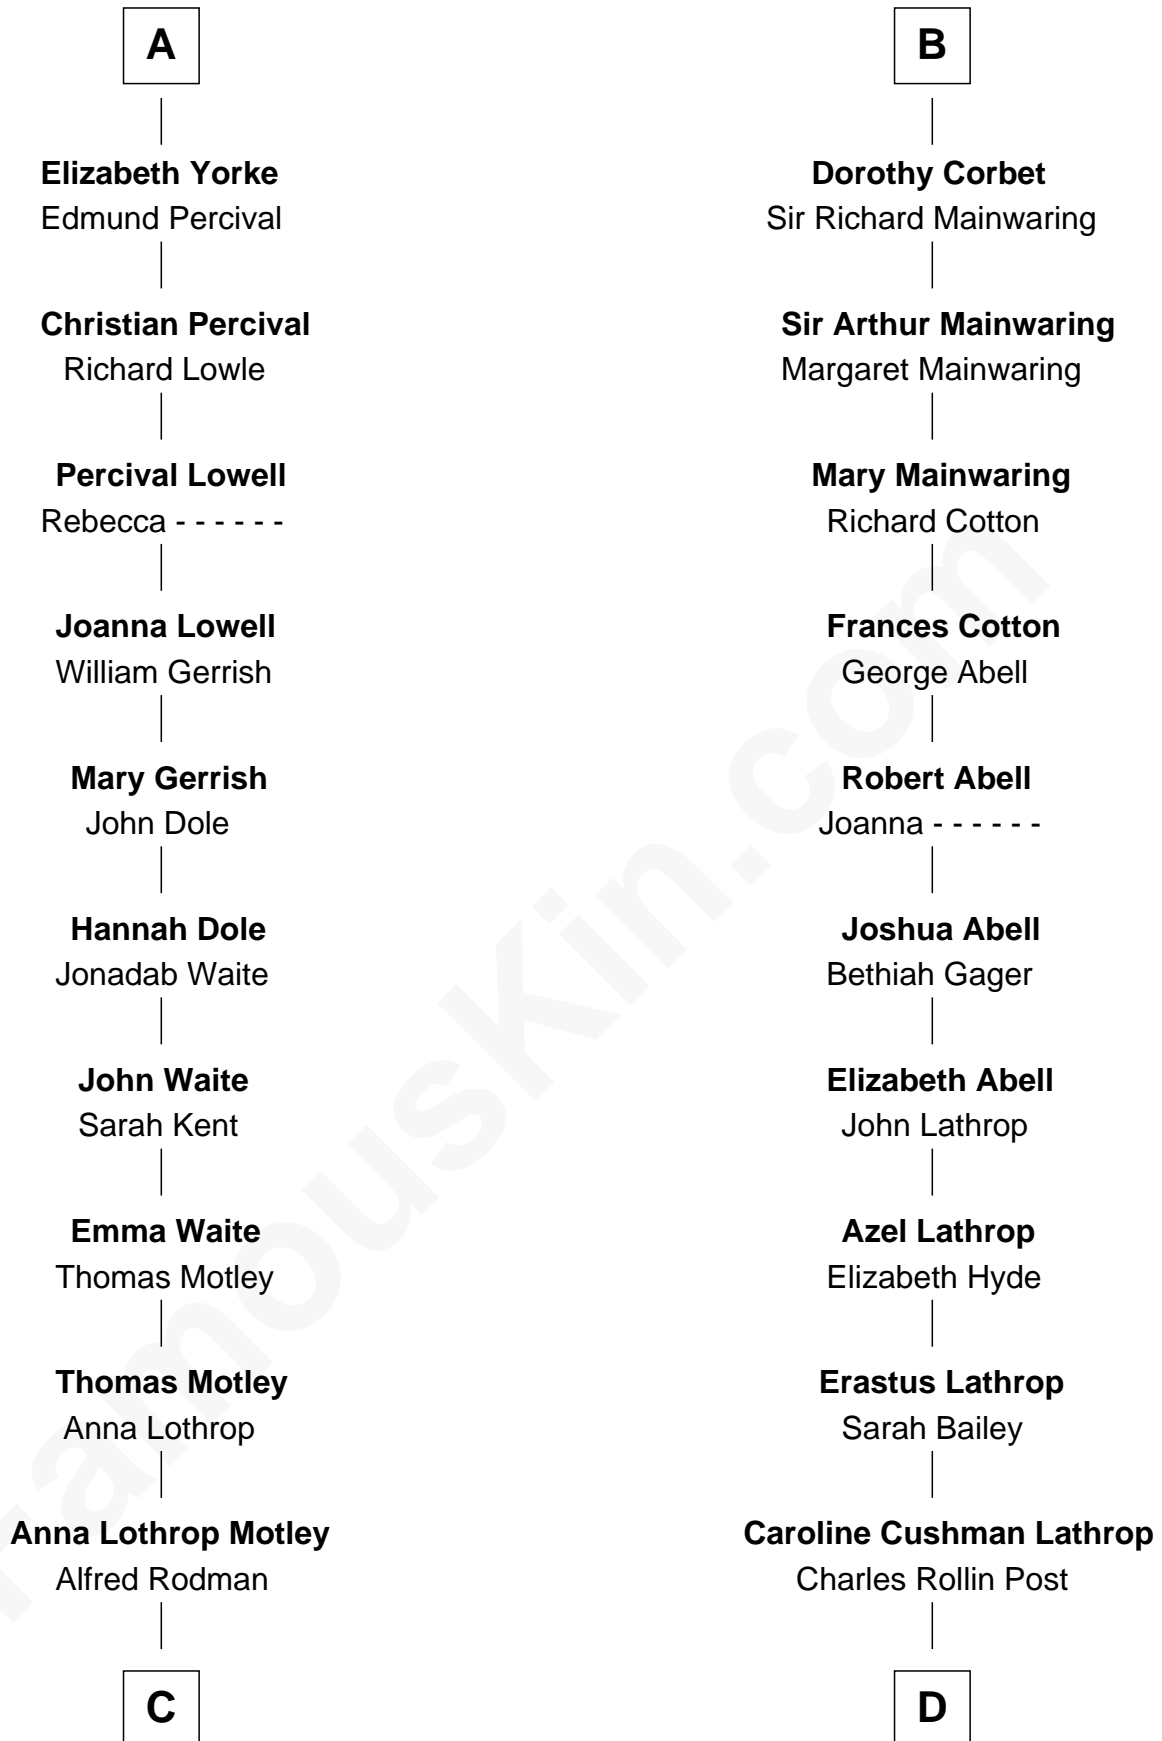 A
Elizabeth Yorke
Edmund Percival
Christian Percival
Richard Lowle
Percival Lowell
Rebecca - - - - - -
Joanna Lowell
William Gerrish
Mary Gerrish
John Dole
Hannah Dole
Jonadab Waite
John Waite
Sarah Kent
Emma Waite
Thomas Motley
Thomas Motley
Anna Lothrop
Anna Lothrop Motley
Alfred Rodman
C
B
Dorothy Corbet
Sir Richard Mainwaring
Sir Arthur Mainwaring
Margaret Mainwaring
Mary Mainwaring
Richard Cotton
Frances Cotton
George Abell
Robert Abell
Joanna - - - - - -
Joshua Abell
Bethiah Gager
Elizabeth Abell
John Lathrop
Azel Lathrop
Elizabeth Hyde
Erastus Lathrop
Sarah Bailey
Caroline Cushman Lathrop
Charles Rollin Post
D
FamousKin.com